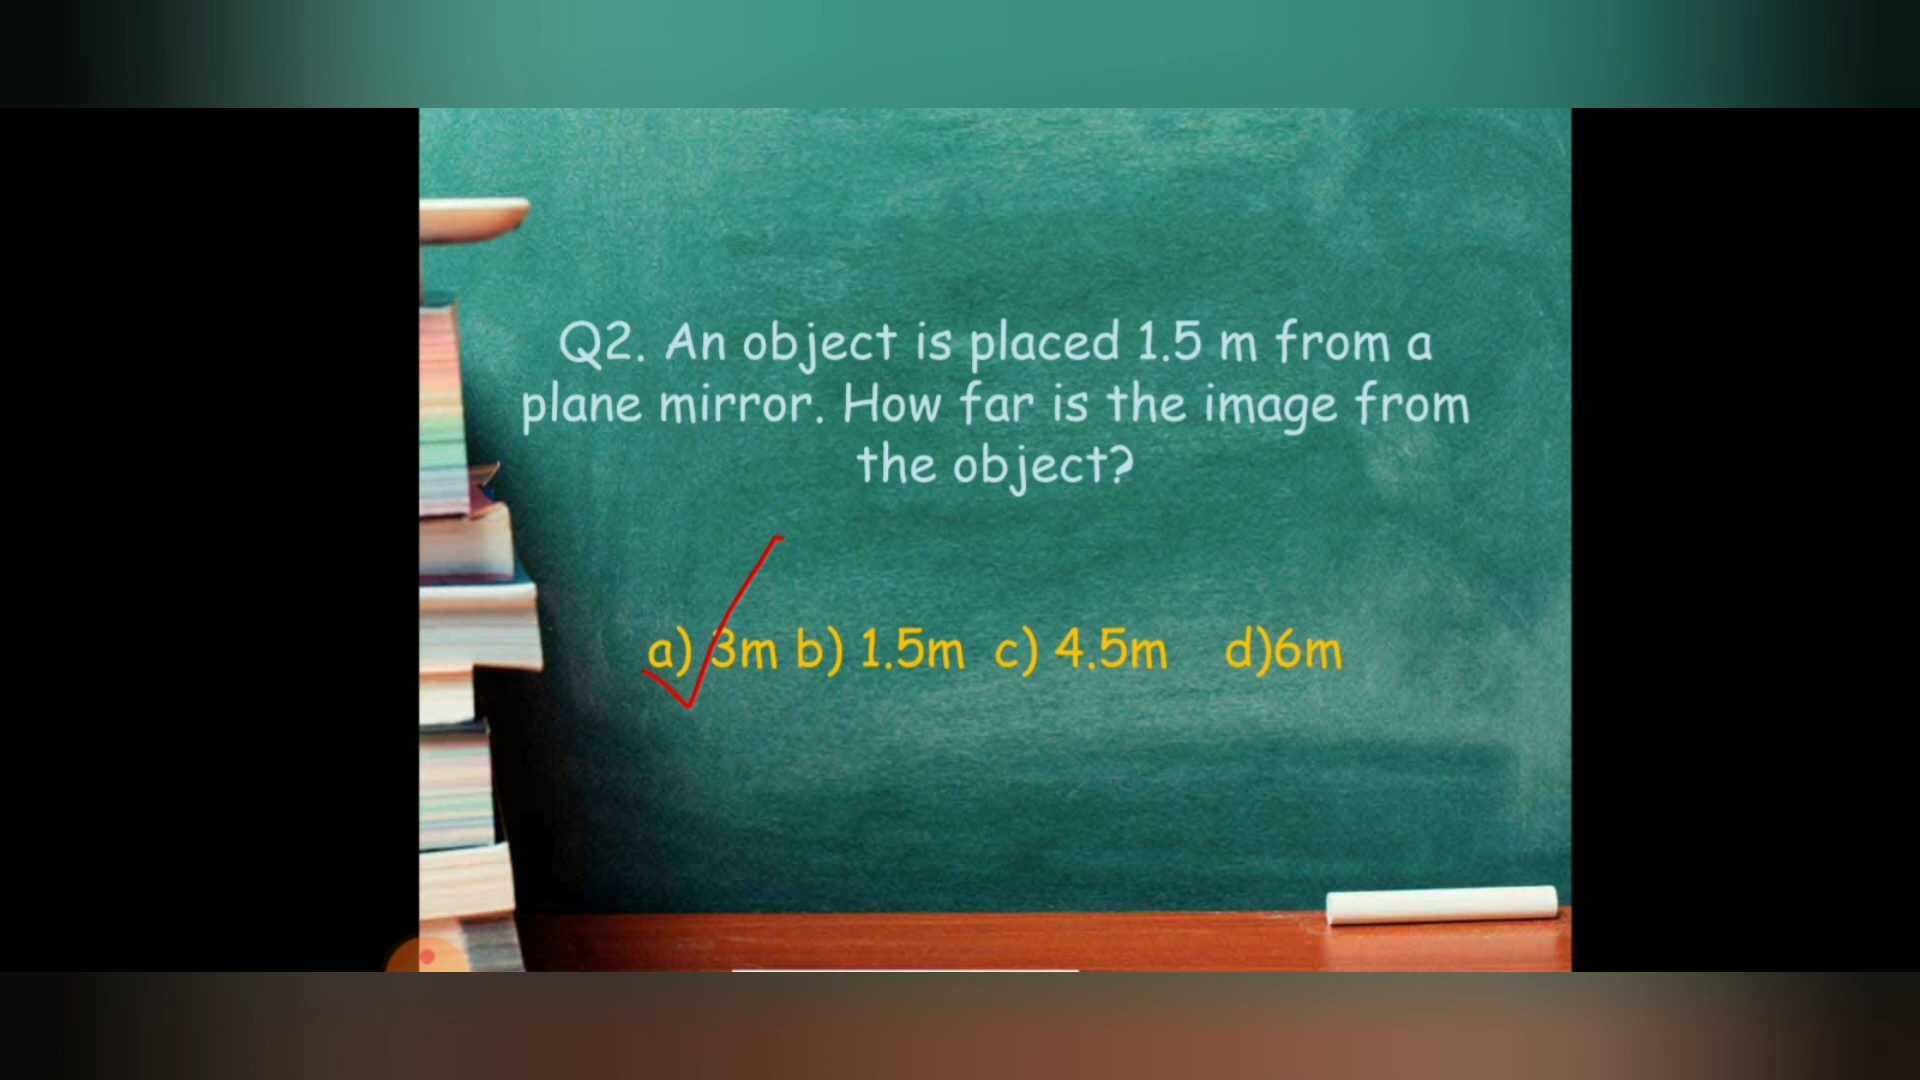 Q2. An object is placed 1.5 m from a
plane mirror. How far is the image from
the object?
a) 3m b) 1.5m c) 4.5m d)6m